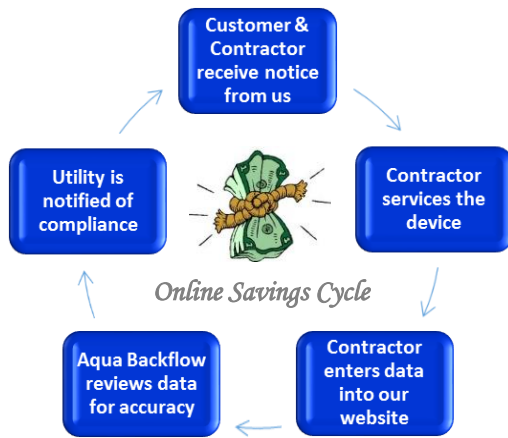 Customer &
Contractor
receive notice
from us
Contractor
services the
device
Contractor
enters data
into our
website
Aqua Backflow
reviews data
for accuracy
Utility is
notified of
compliance
Online Savings Cycle